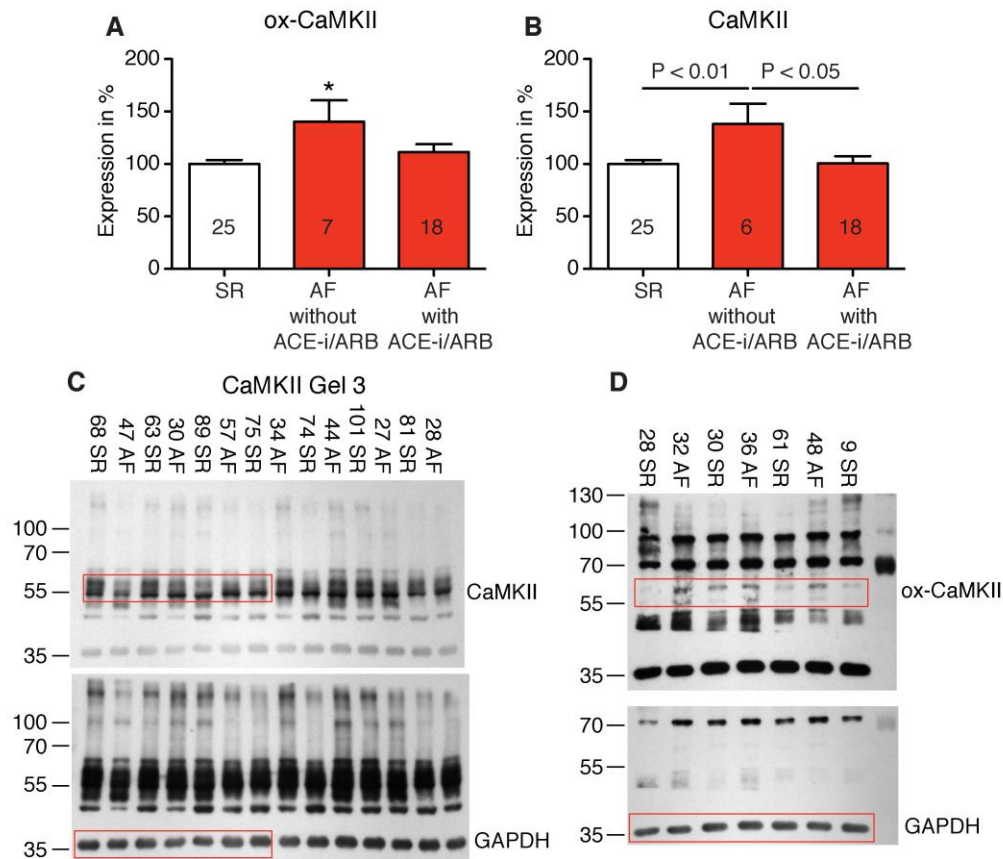 A
ox-CaMKII
Expression in %
200
150
100
50
0
*
25
7
18
SR
AF
without
ACE-i/ARB
AF
with
ACE-i/ARB
B
CaMKII
Expression in %
200
150
100
50
0
P < 0.01
P < 0.05
25
6
18
SR
AF
without
ACE-i/ARB
AF
with
ACE-i/ARB
C
CaMKII Gel 3
68 SR
47 AF
63 SR
30 AF
89 SR
57 AF
75 SR
34 AF
74 SR
44 AF
101 SR
27 AF
81 SR
28 AF
100
70
55
35
CaMKII
100
70
55
35
GAPDH
D
28 SR
32 AF
30 SR
36 AF
61 SR
48 AF
9 SR
130
100
70
55
35
ox-CaMKII
70
55
35
GAPDH